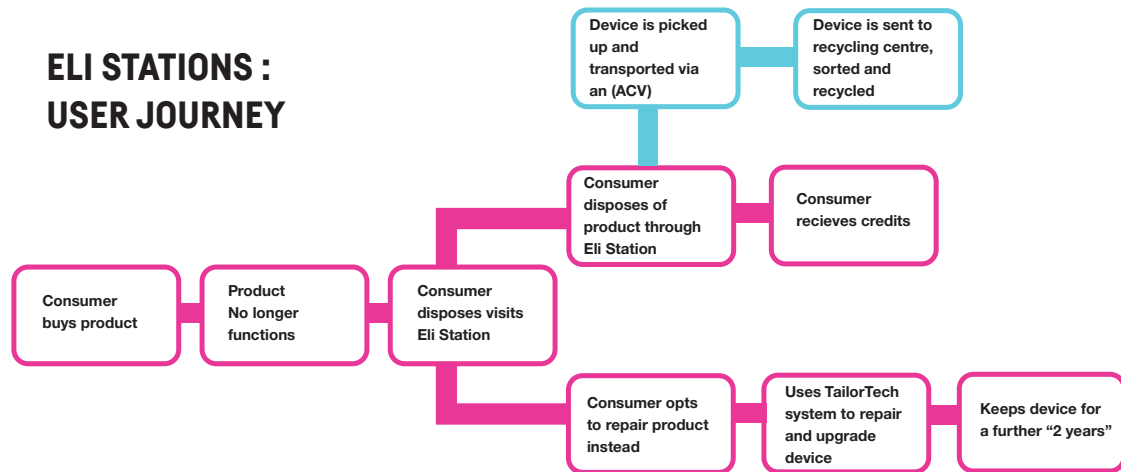 ELI STATIONS :
USER JOURNEY
Device is picked
up and
transported via
an (ACV)
Device is sent to
recycling centre,
sorted and
recycled
Consumer
disposes of
product through
Eli Station
Consumer
recieves credits
Consumer
buys product
Product
No longer
functions
Consumer
disposes visits
Eli Station
Consumer opts
to repair product
instead
Uses TailorTech
system to repair
and upgrade
device
Keeps device for
a further “2 years”